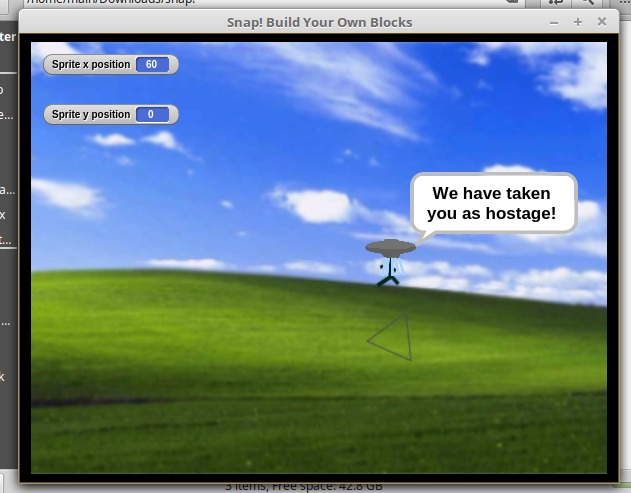 /home/main/Downloads/snap!
Snap! Build Your Own Blocks
Sprite x position 60
Sprite y position 0
We have taken
you as hostage!
3 items, Free space: 42.8 GB